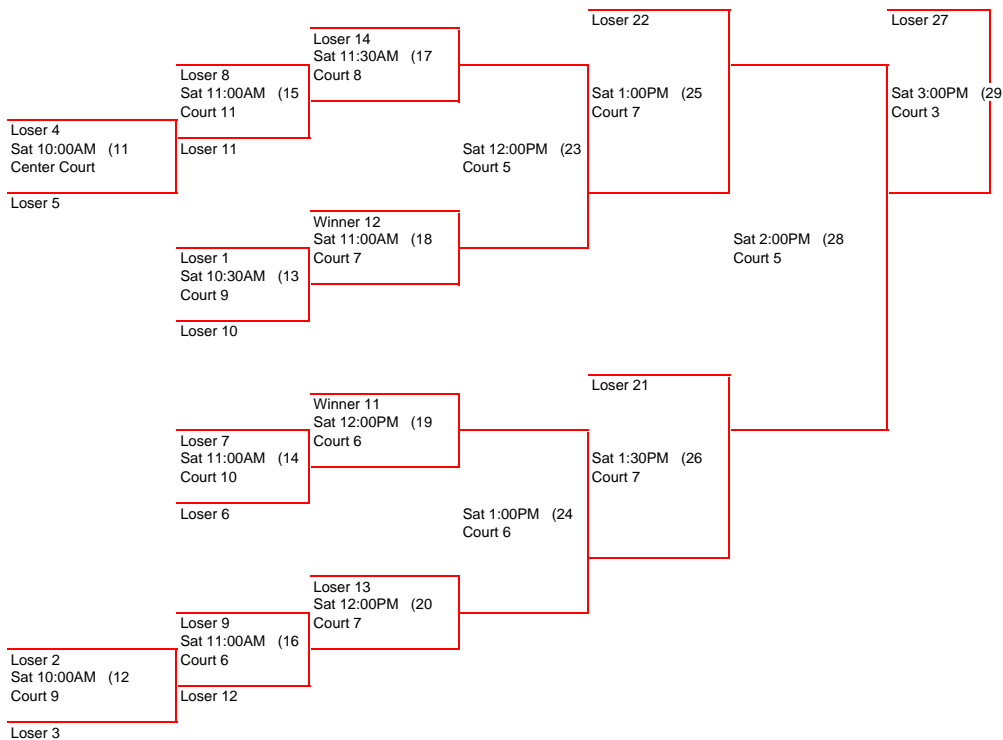 Loser 22
Loser 27
Loser 14
Sat 11:30AM (17
Court 8
Loser 8
Sat 11:00AM (15
Court 11
Sat 1:00PM (25
Court 7
Sat 3:00PM (29
Court 3
Loser 4
Sat 10:00AM (11
Center Court
Loser 11
Sat 12:00PM (23
Court 5
Loser 5
Winner 12
Sat 11:00AM (18
Court 7
Loser 1
Sat 10:30AM (13
Court 9
Sat 2:00PM (28
Court 5
Loser 10
Loser 21
Winner 11
Sat 12:00PM (19
Court 6
Loser 7
Sat 11:00AM (14
Court 10
Sat 1:30PM (26
Court 7
Loser 6
Sat 1:00PM (24
Court 6
Loser 13
Sat 12:00PM (20
Court 7
Loser 9
Sat 11:00AM (16
Court 6
Loser 2
Sat 10:00AM (12
Court 9
Loser 12
Loser 3